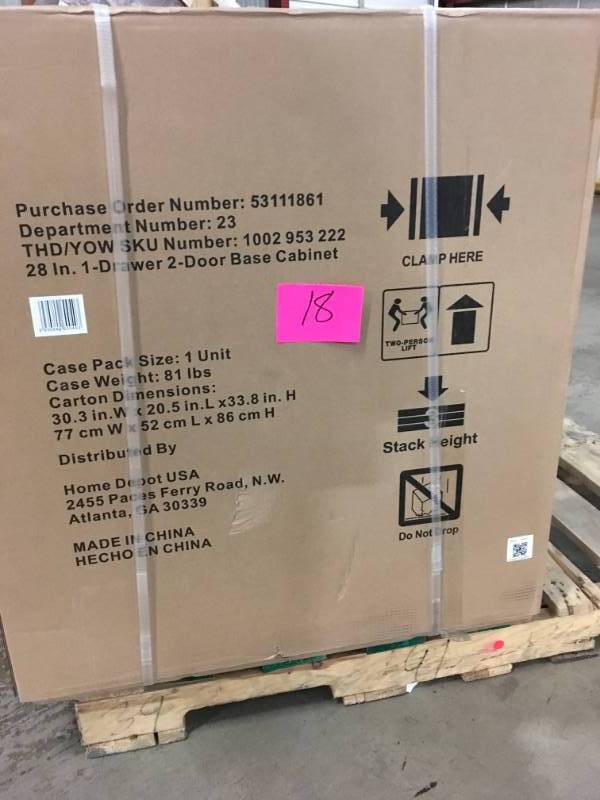 Purchase Order Number: 53111861
Department Number: 23
THD/YOW SKU Number: 1002 953 222
28 In. 1-Drawer 2-Door Base Cabinet
CLAMP HERE
18
TWO-PERSON
LIFT
Case Pack Size: 1 Unit
Case Weight: 81 lbs
Carton Dimensions:
30.3 in.W x 20.5 in.L x33.8 in. H
77 cm W x 52 cm L x 86 cm H
3
Stack Height
Distributed By
Home Depot USA
2455 Paces Ferry Road, N.W.
Atlanta, GA 30339
Do Not Drop
MADE IN CHINA
HECHO EN CHINA